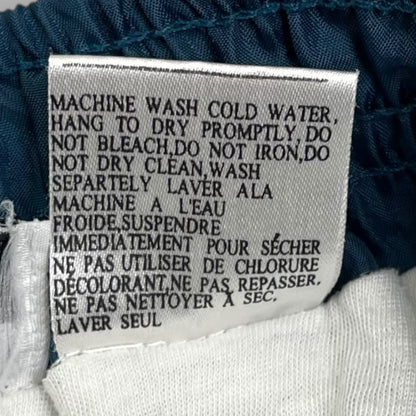 MACHINE WASH COLD WATER,
HANG TO DRY PROMPTLY,DO
NOT BLEACH,DO NOT IRON,DO
NOT DRY CLEAN,WASH
SEPARTELY LAVER ALA
MACHINE A L'EAU
FROIDE,SUSPENDRE
IMMEDIATEMENT POUR SÉCHER
NE PAS UTILISER DE CHLORURE
DECOLORANT,NE PAS REPASSER.
NE PAS NETTOYER À SEC.
LAVER SEUL